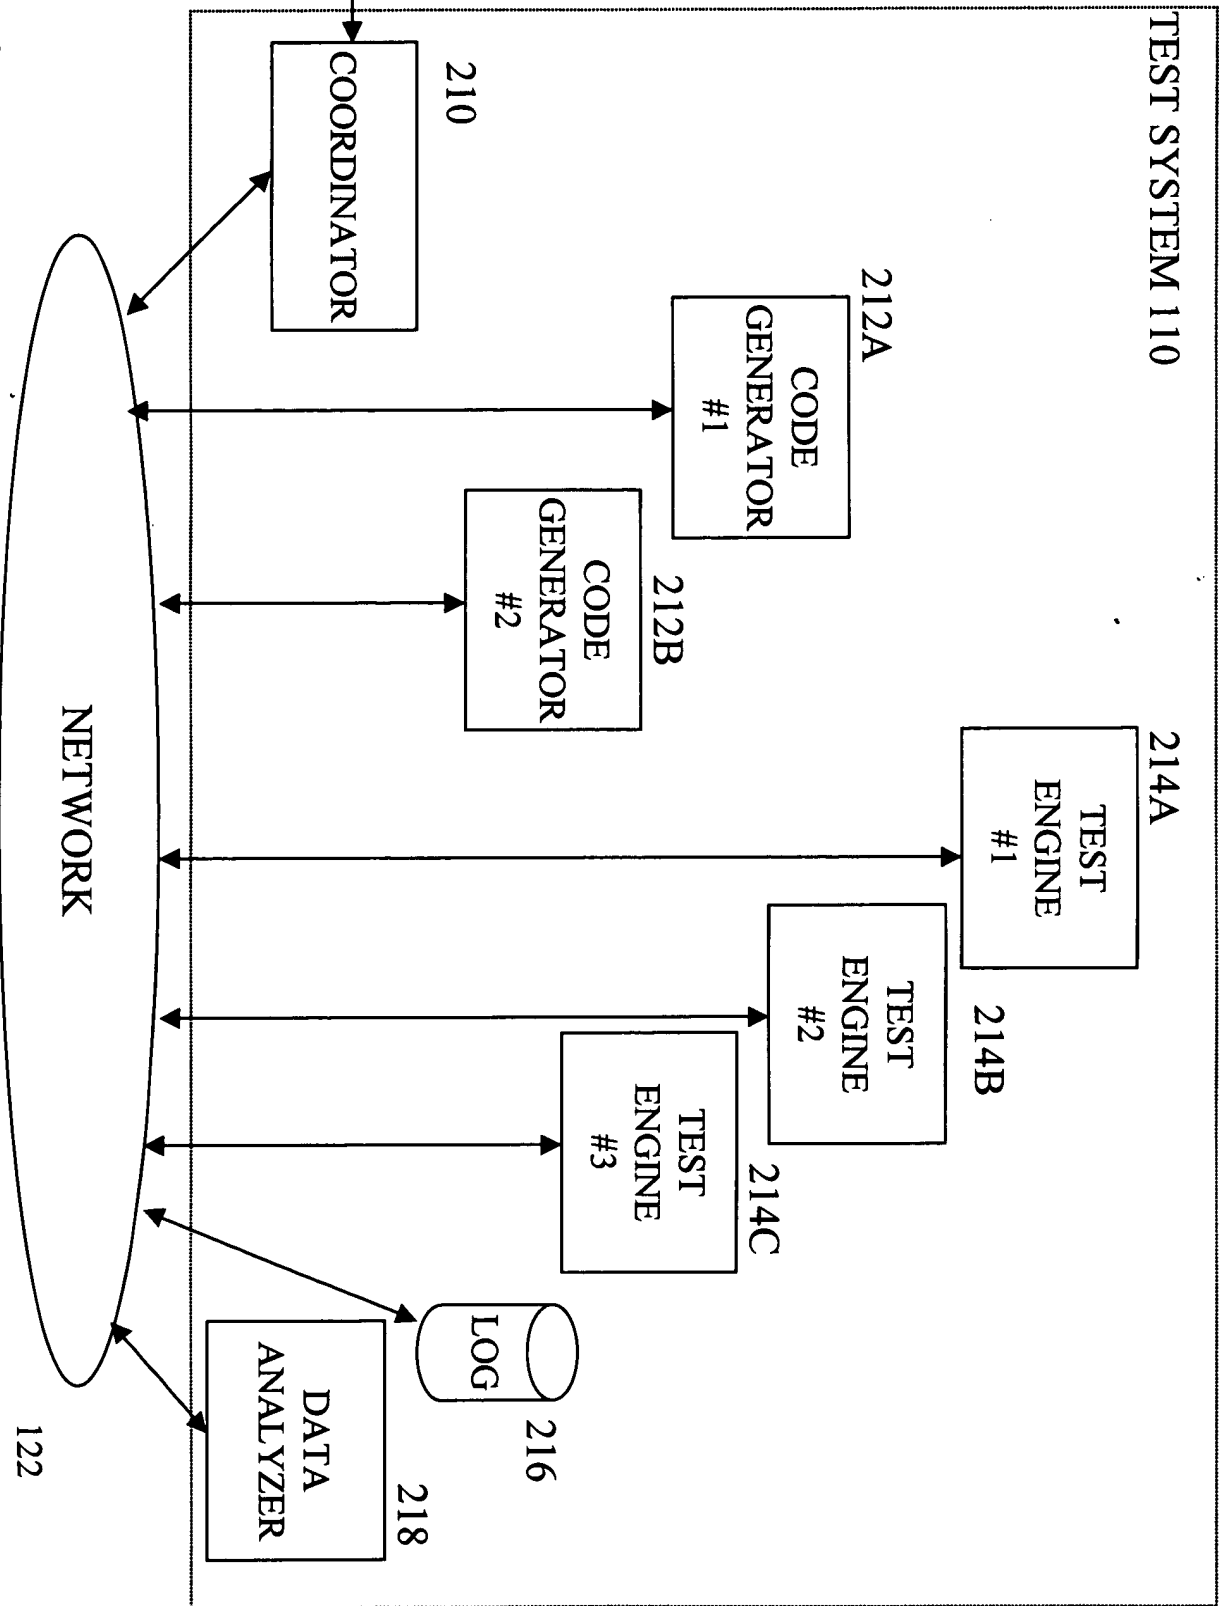 TEST SYSTEM 110
210
COORDINATOR
212A
CODE
GENERATOR
#1
212B
CODE
GENERATOR
#2
214A
TEST
ENGINE
#1
214B
TEST
ENGINE
#2
214C
TEST
ENGINE
#3
216
LOG
218
DATA
ANALYZER
NETWORK
122